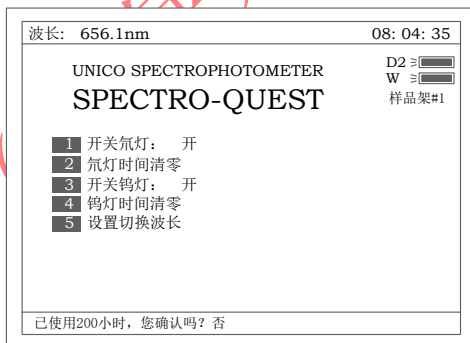 波长: 656.1nm 08: 04: 35
UNICO SPECTROPHOTOMETER
SPECTRO-QUEST
D2
W
样品架#1
1 开关氘灯: 开
2 氘灯时间清零
3 开关钨灯: 开
4 钨灯时间清零
5 设置切换波长
已使用200小时, 您确认吗? 否